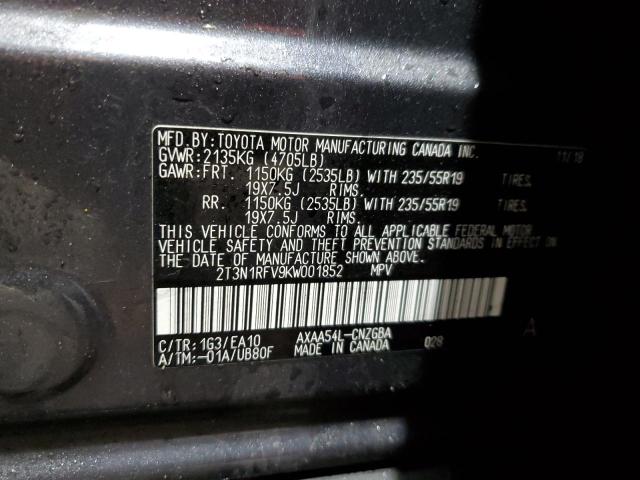 MFD.BY:TOYOTA MOTOR MANUFACTURING CANADA INC. 11/18
GVWR:2135KG (4705LB)
GAWR:FRT. 1150KG (2535LB) WITH 235/55R19 TIRES.
19X7.5J RIMS.
RR. 1150KG (2535LB) WITH 235/55R19 TIRES.
19X7.5J RIMS.
THIS VEHICLE CONFORMS TO ALL APPLICABLE FEDERAL MOTOR
VEHICLE SAFETY AND THEFT PREVENTION STANDARDS IN EFFECT ON
THE DATE OF MANUFACTURE SHOWN ABOVE.
2T3N1RFV9KW001852 MPV
C/TR:1G3/EA10 AXAA54L-CNZGBA
A/TM:-01A/UB80F MADE IN CANADA 028
A